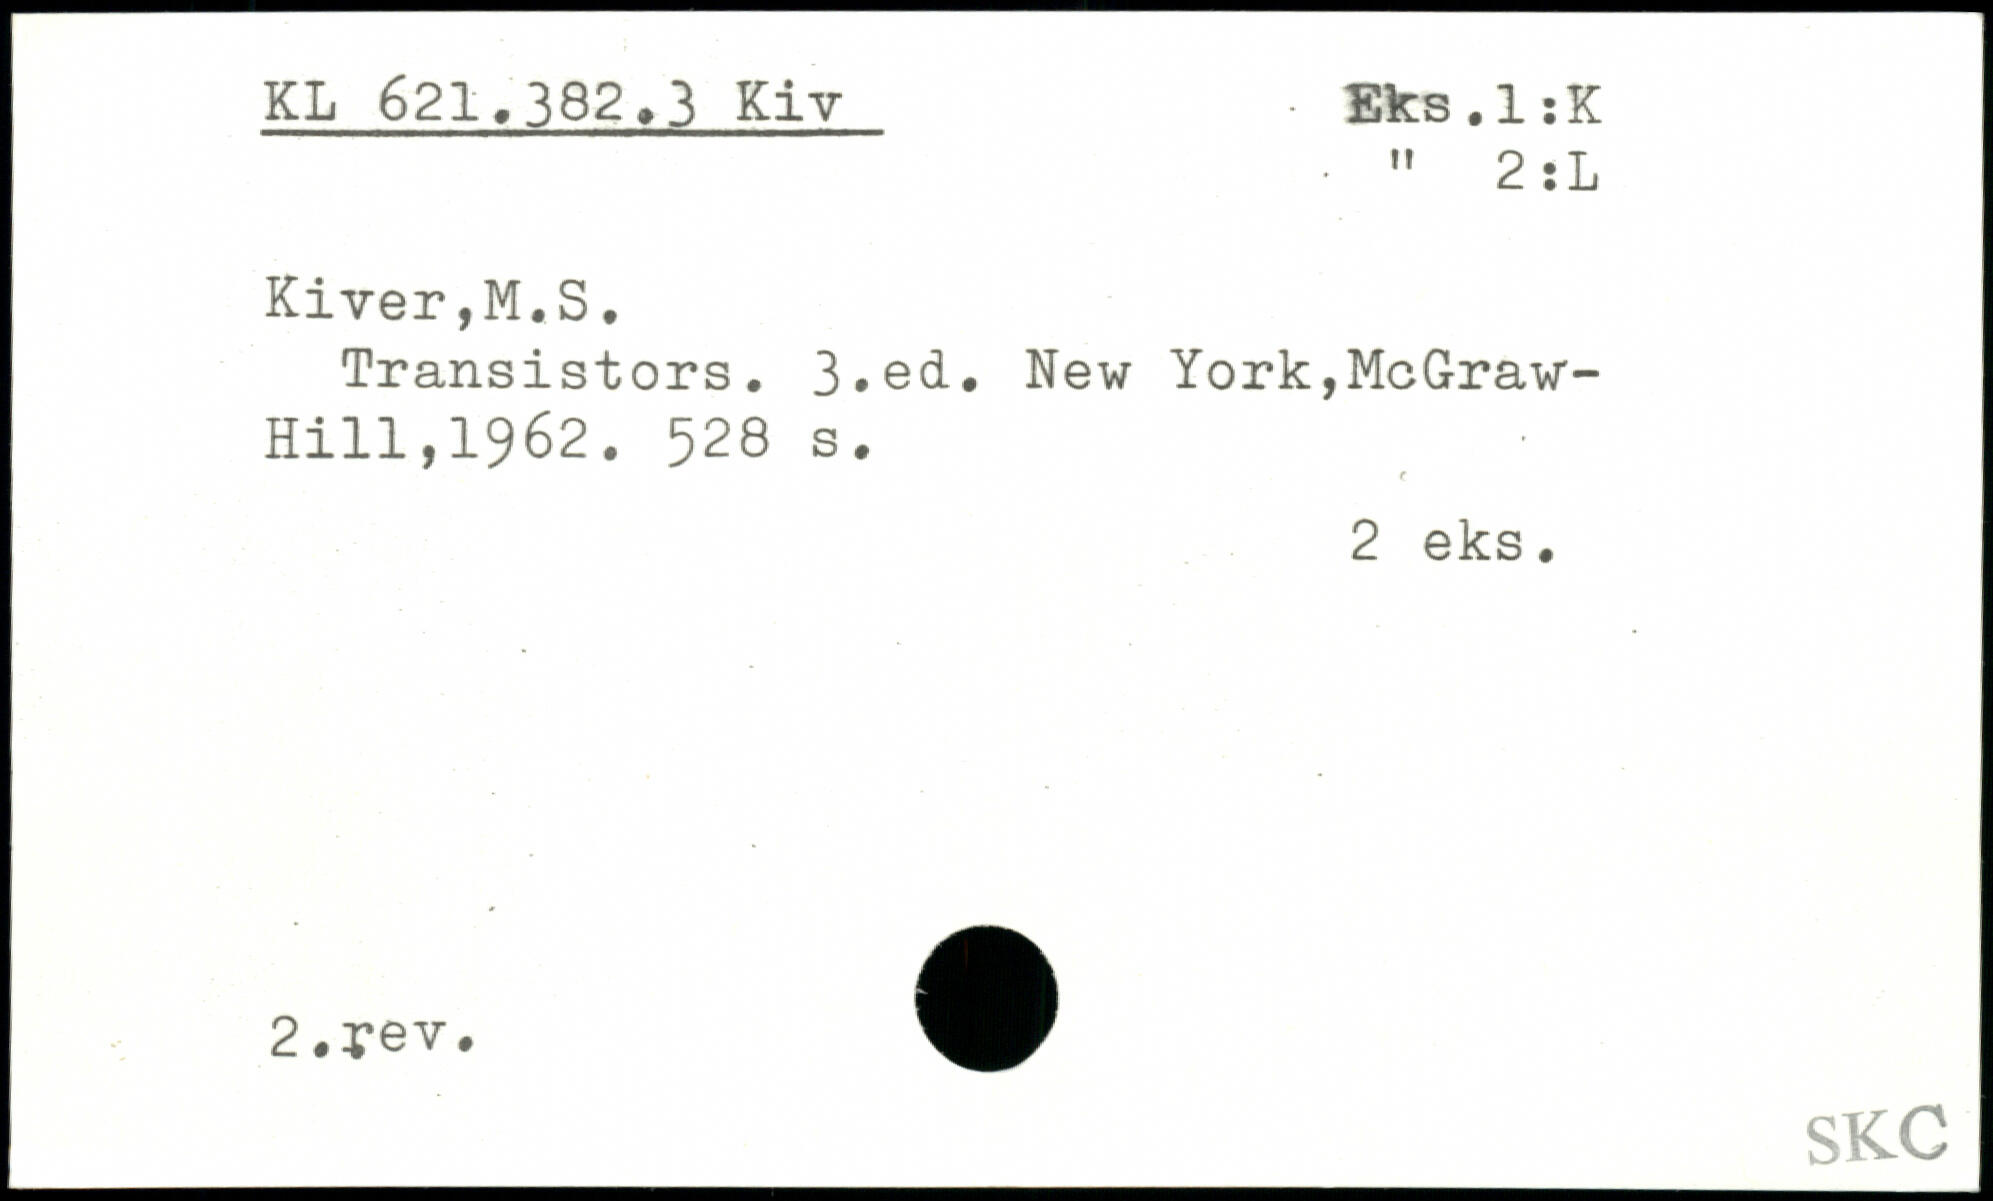 KL 621.382.3 Kiv
Eks.1:K
" 2:L
Kiver,M.S.
Transistors. 3.ed. New York,McGraw-
Hill,1962. 528 s.
2 eks.
2.rev.
SKC